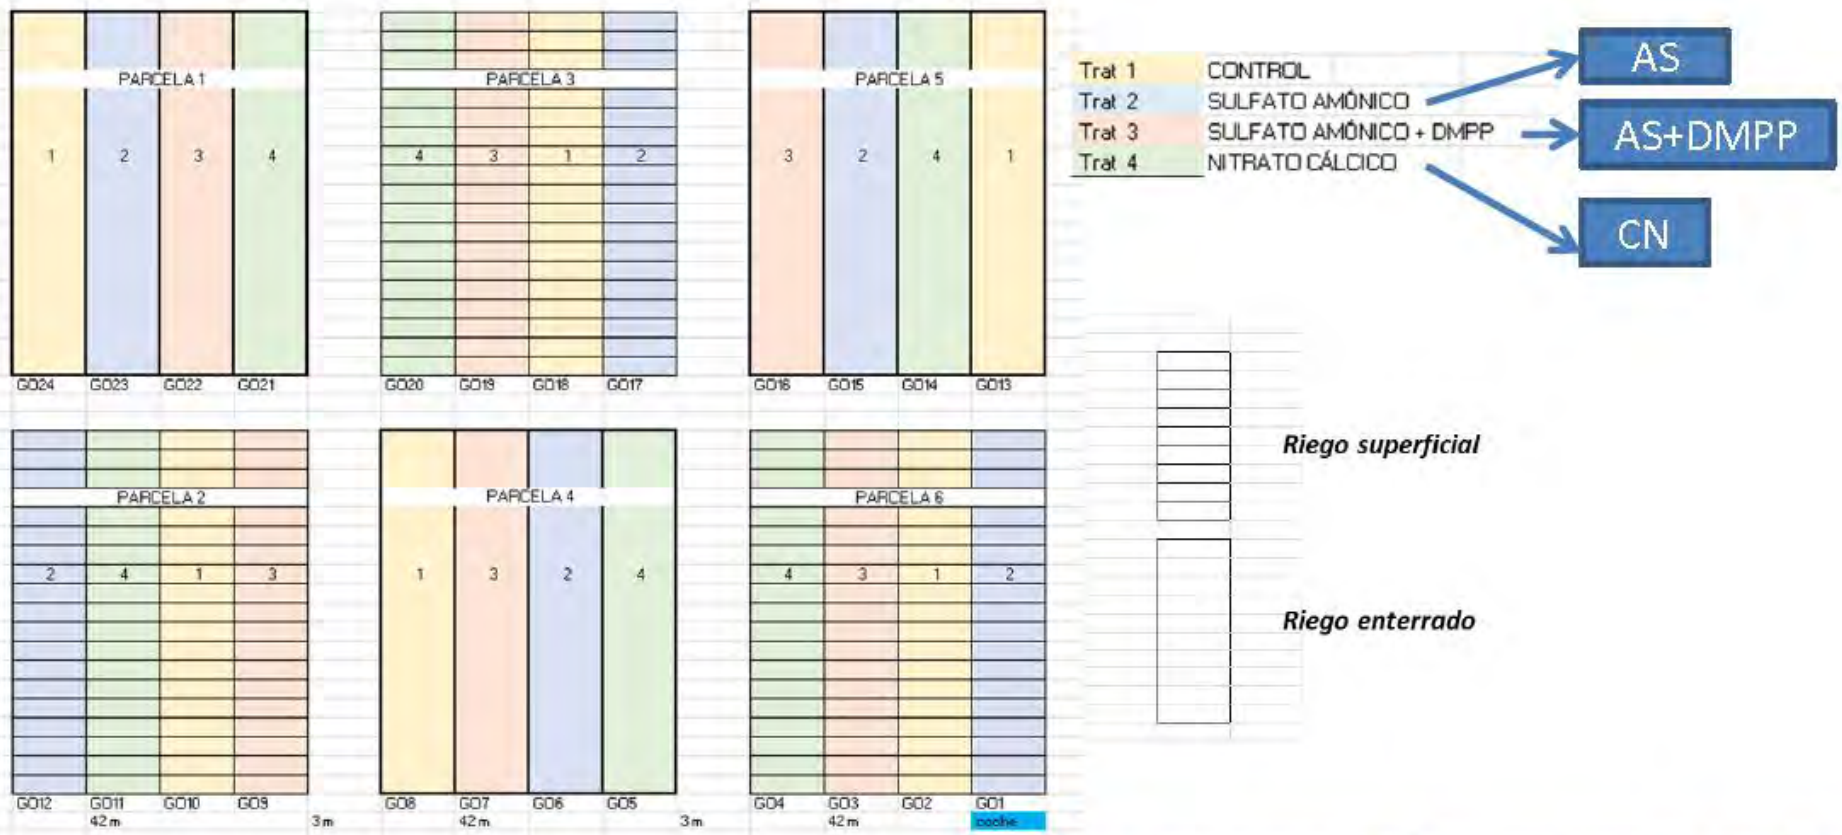 PARCELA 1
1 2 3 4
GO24 GO23 GO22 GO21
PARCELA 3
4 3 1 2
GO20 GO19 GO18 GO17
PARCELA 5
3 2 4 1
GO16 GO15 GO14 GO13
Trat 1 CONTROL
Trat 2 SULFATO AMÓNICO
Trat 3 SULFATO AMÓNICO + DMPP
Trat 4 NITRATO CÁLCICO
AS
AS+DMPP
CN
PARCELA 2
2 4 1 3
GO12 GO11 GO10 GO9
42 m 3 m
PARCELA 4
1 3 2 4
GO8 GO7 GO6 GO5
42 m 3 m
PARCELA 6
4 3 1 2
GO4 GO3 GO2 GO1
42 m coche
Riego superficial
Riego enterrado